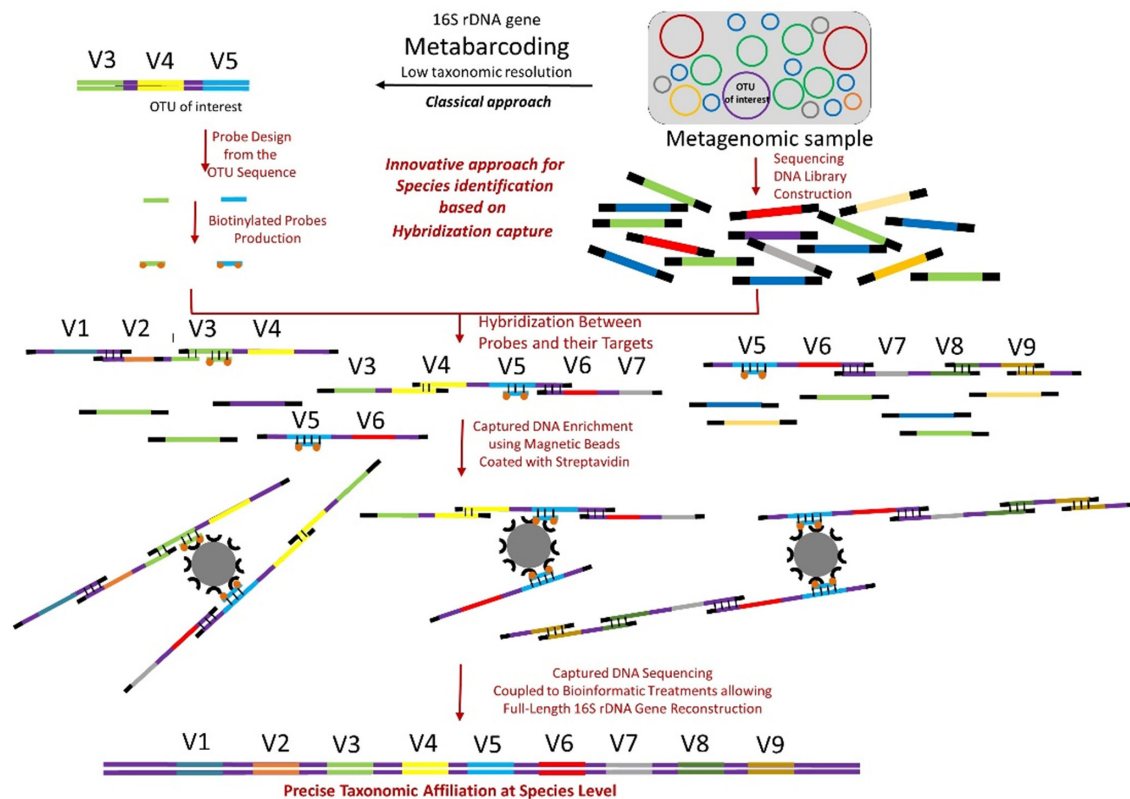 16S rDNA gene
Metabarcoding
Low taxonomic resolution
Classical approach
V3 V4 V5
OTU of interest
OTU
of interest
Metagenomic sample
Probe Design
from the
OTU Sequence
Biotinylated Probes
Production
Innovative approach for
Species identification
based on
Hybridization capture
Sequencing
DNA Library
Construction
Hybridization Between
Probes and their Targets
V1 V2 V3 V4
V3 V4 V5 V6 V7
V5 V6 V7 V8 V9
V5 V6
Captured DNA Enrichment
using Magnetic Beads
Coated with Streptavidin
Captured DNA Sequencing
Coupled to Bioinformatic Treatments allowing
Full-Length 16S rDNA Gene Reconstruction
V1 V2 V3 V4 V5 V6 V7 V8 V9
Precise Taxonomic Affiliation at Species Level